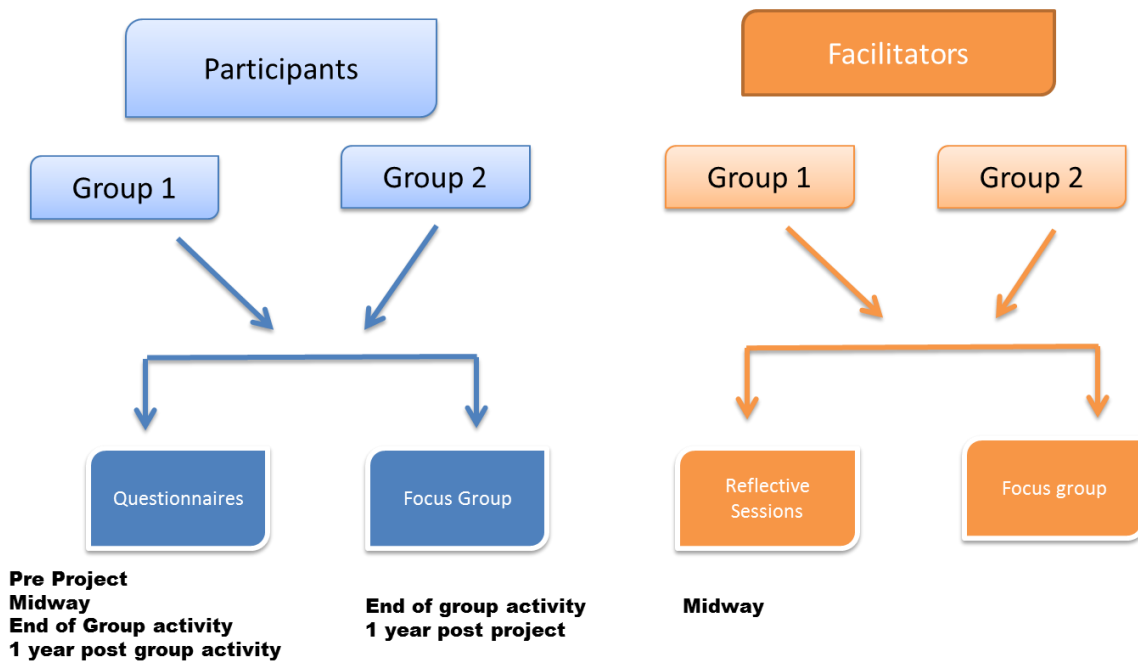 Participants
Facilitators
Group 1
Group 2
Group 1
Group 2
Questionnaires
Focus Group
Reflective
Sessions
Focus group
Pre Project
Midway
End of Group activity
1 year post group activity
End of group activity
1 year post project
Midway